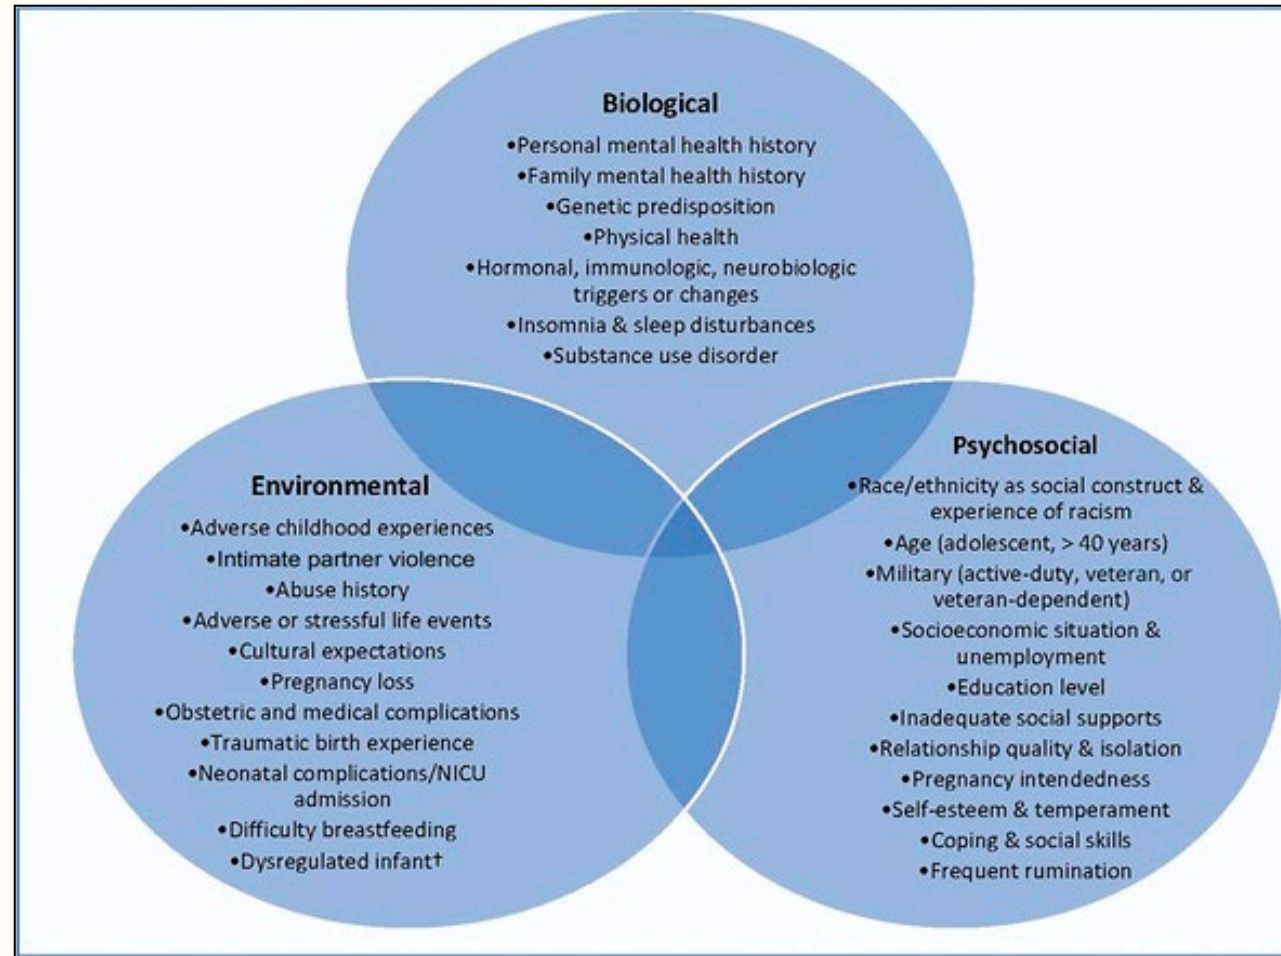 Biological
•Personal mental health history
•Family mental health history
•Genetic predisposition
•Physical health
•Hormonal, immunologic, neurobiologic
triggers or changes
•Insomnia & sleep disturbances
•Substance use disorder
Environmental
•Adverse childhood experiences
•Intimate partner violence
•Abuse history
•Adverse or stressful life events
•Cultural expectations
•Pregnancy loss
•Obstetric and medical complications
•Traumatic birth experience
•Neonatal complications/NICU
admission
•Difficulty breastfeeding
•Dysregulated infant†
Psychosocial
•Race/ethnicity as social construct &
experience of racism
•Age (adolescent, > 40 years)
•Military (active-duty, veteran, or
veteran-dependent)
•Socioeconomic situation &
unemployment
•Education level
•Inadequate social supports
•Relationship quality & isolation
•Pregnancy intendedness
•Self-esteem & temperament
•Coping & social skills
•Frequent rumination